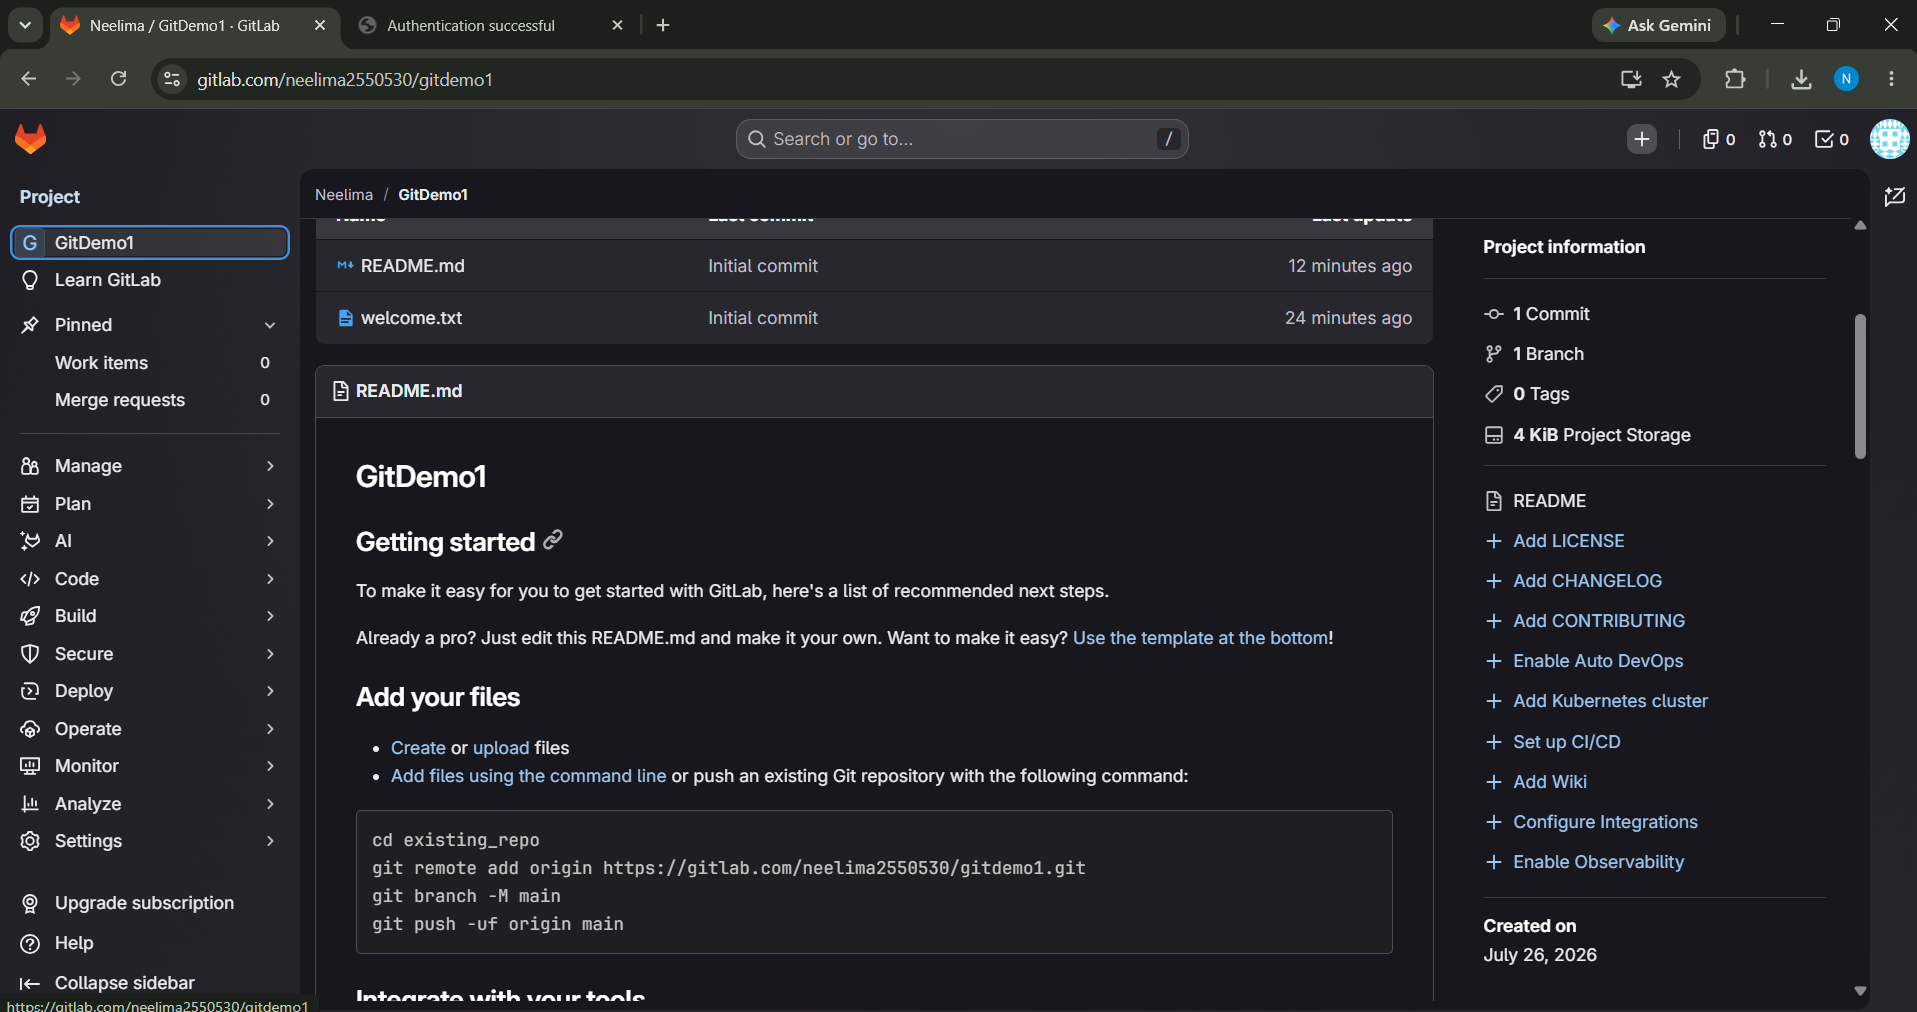 Neelima / GitDemo1 · GitLab
Authentication successful
Ask Gemini
gitlab.com/neelima2550530/gitdemo1
N
Search or go to...
/
0
0
0
Project
Neelima / GitDemo1
G GitDemo1
Learn GitLab
Pinned
Work items 0
Merge requests 0
Manage
Plan
AI
Code
Build
Secure
Deploy
Operate
Monitor
Analyze
Settings
Upgrade subscription
Help
Collapse sidebar
https://gitlab.com/neelima2550530/gitdemo1
Name Last commit Last update
README.md Initial commit 12 minutes ago
welcome.txt Initial commit 24 minutes ago
README.md
GitDemo1
Getting started
To make it easy for you to get started with GitLab, here's a list of recommended next steps.
Already a pro? Just edit this README.md and make it your own. Want to make it easy? Use the template at the bottom!
Add your files
• Create or upload files
• Add files using the command line or push an existing Git repository with the following command:
cd existing_repo
git remote add origin https://gitlab.com/neelima2550530/gitdemo1.git
git branch -M main
git push -uf origin main
Integrate with your tools
Project information
1 Commit
1 Branch
0 Tags
4 KiB Project Storage
README
+ Add LICENSE
+ Add CHANGELOG
+ Add CONTRIBUTING
+ Enable Auto DevOps
+ Add Kubernetes cluster
+ Set up CI/CD
+ Add Wiki
+ Configure Integrations
+ Enable Observability
Created on
July 26, 2026